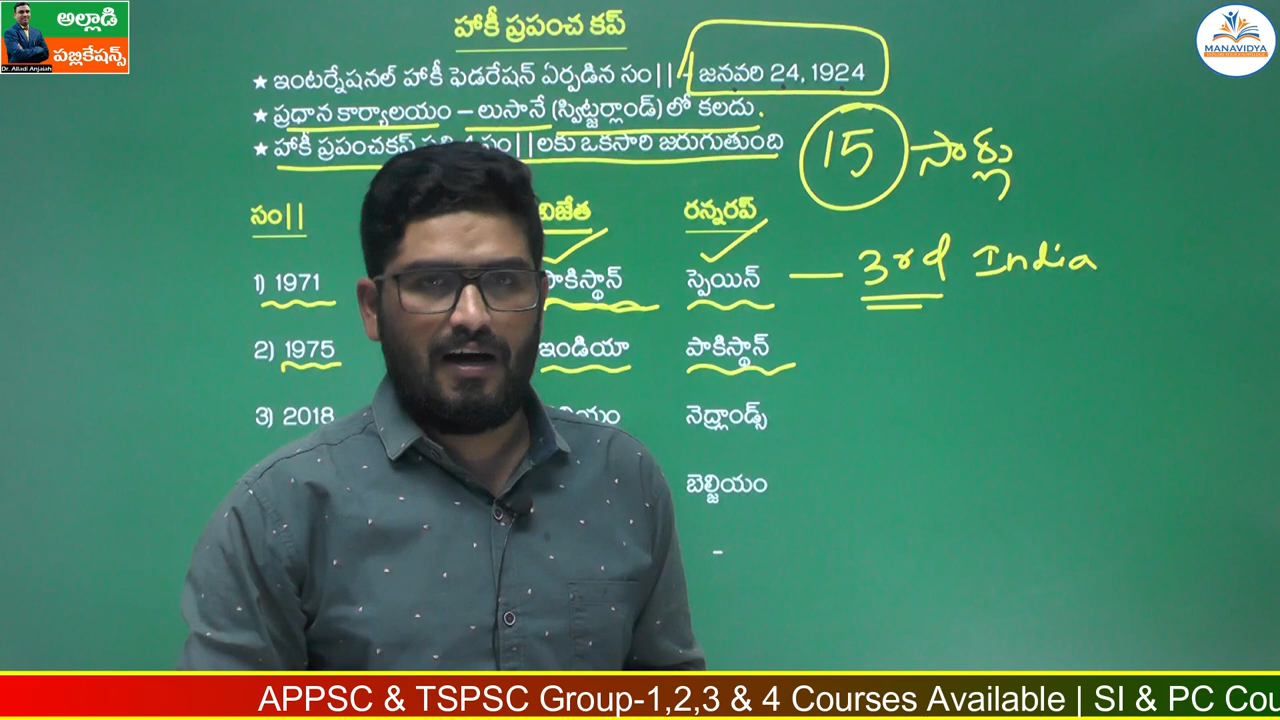 అల్లాడి
పబ్లికేషన్స్
Dr. Alladi Anjaiah
MANAVIDYA
హాకీ ప్రపంచ కప్
★ ఇంటర్నేషనల్ హాకీ ఫెడరేషన్ ఏర్పడిన సం|| - జనవరి 24, 1924
★ ప్రధాన కార్యాలయం – లుసానే (స్విట్జర్లాండ్) లో కలదు.
★ హాకీ ప్రపంచకప్ లకు ఒకసారి జరుగుతుంది
15 సార్లు
సం|| విజేత రన్నరప్
1) 1971 పాకిస్థాన్ స్పెయిన్ — 3rd India
2) 1975 ఇండియా పాకిస్థాన్
3) 2018 నెద్ర్లాండ్స్
బెల్జియం
-
APPSC & TSPSC Group-1,2,3 & 4 Courses Available | SI & PC Cou